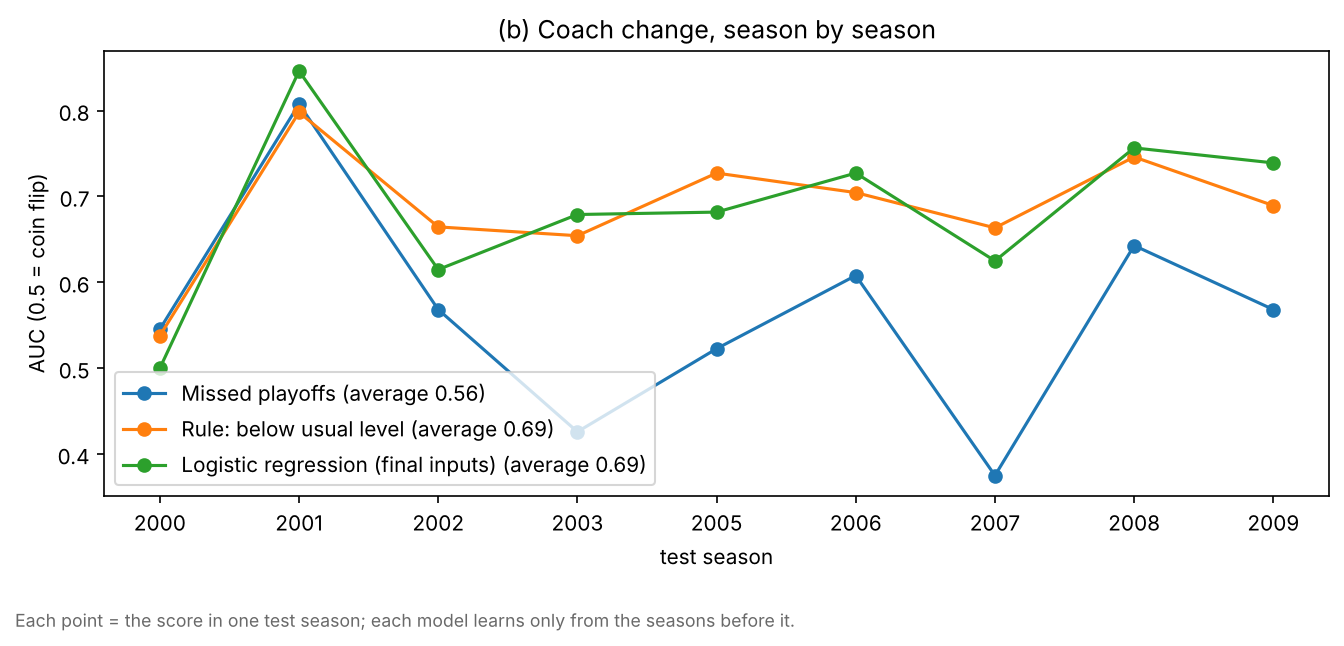 (b) Coach change, season by season
AUC (0.5 = coin flip)
0.8
0.7
0.6
0.5
0.4
Missed playoffs (average 0.56)
Rule: below usual level (average 0.69)
Logistic regression (final inputs) (average 0.69)
2000 2001 2002 2003 2005 2006 2007 2008 2009
test season
Each point = the score in one test season; each model learns only from the seasons before it.